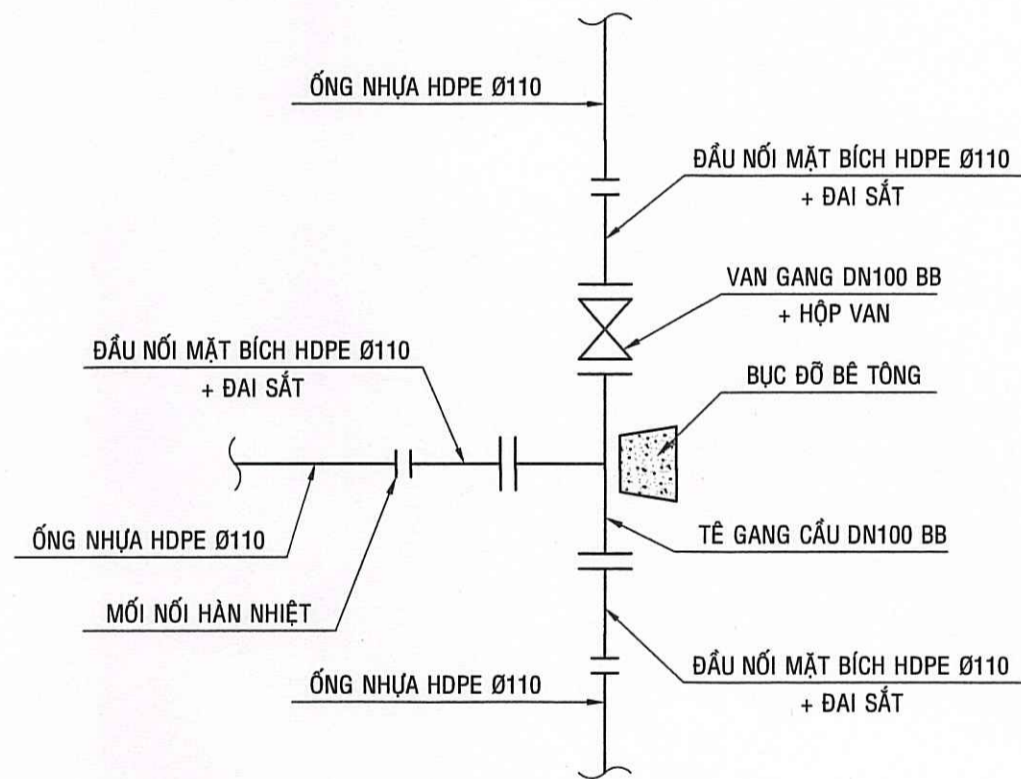 ỐNG NHỰA HDPE Ø110
ĐẦU NỐI MẶT BÍCH HDPE Ø110
+ ĐAI SẮT
VAN GANG DN100 BB
+ HỘP VAN
ĐẦU NỐI MẶT BÍCH HDPE Ø110
+ ĐAI SẮT
BỤC ĐỠ BÊ TÔNG
ỐNG NHỰA HDPE Ø110
TÊ GANG CẦU DN100 BB
MỐI NỐI HÀN NHIỆT
ĐẦU NỐI MẶT BÍCH HDPE Ø110
+ ĐAI SẮT
ỐNG NHỰA HDPE Ø110